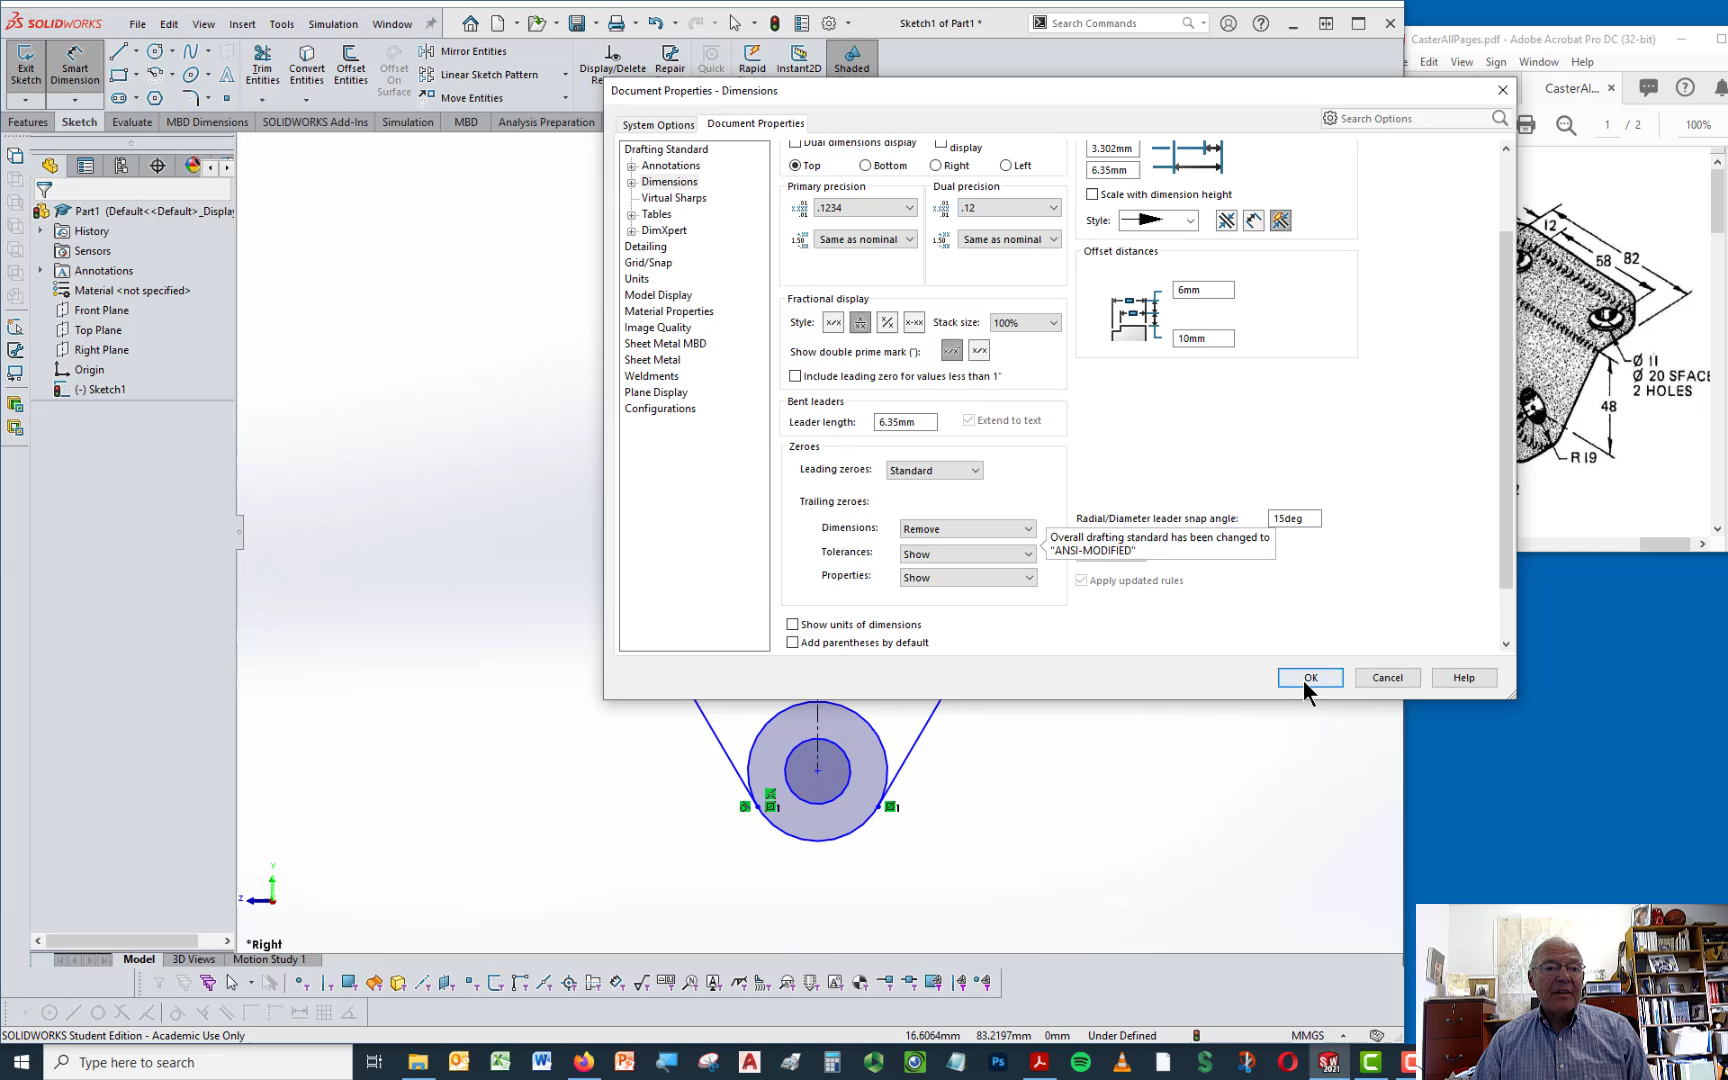 SOLIDWORKS File Edit View Insert Tools Simulation Window Sketch1 of Part1 * Search Commands
CasterAllPages.pdf - Adobe Acrobat Pro DC (32-bit)
Edit View Sign Window Help
CasterAl...
1 / 2 100%
Exit Sketch
Smart Dimension
Trim Entities
Convert Entities
Offset Entities
Offset On Surface
Mirror Entities
Linear Sketch Pattern
Move Entities
Display/Delete
Repair
Quick
Rapid
Instant2D
Shaded
Features Sketch Evaluate MBD Dimensions SOLIDWORKS Add-Ins Simulation MBD Analysis Preparation
Part1 (Default<<Default>_Display
History
Sensors
Annotations
Material <not specified>
Front Plane
Top Plane
Right Plane
Origin
(-) Sketch1
Document Properties - Dimensions
System Options Document Properties
Search Options
Drafting Standard
Annotations
Dimensions
Virtual Sharps
Tables
DimXpert
Detailing
Grid/Snap
Units
Model Display
Material Properties
Image Quality
Sheet Metal MBD
Sheet Metal
Weldments
Plane Display
Configurations
Dual dimensions display display
Top Bottom Right Left
Primary precision Dual precision
.1234 .12
Same as nominal Same as nominal
Fractional display
Style: Stack size: 100%
Show double prime mark ("):
Include leading zero for values less than 1"
Bent leaders
Leader length: 6.35mm Extend to text
Zeroes
Leading zeroes: Standard
Trailing zeroes:
Dimensions: Remove
Tolerances: Show
Properties: Show
Show units of dimensions
Add parentheses by default
3.302mm
6.35mm
Scale with dimension height
Style:
Offset distances
6mm
10mm
Radial/Diameter leader snap angle: 15deg
Overall drafting standard has been changed to
"ANSI-MODIFIED"
Apply updated rules
OK Cancel Help
12
58 82
Ø 11
Ø 20 SPACE
2 HOLES
48
R 19
Y
Z
*Right
Model 3D Views Motion Study 1
SOLIDWORKS Student Edition - Academic Use Only 16.6064mm 83.2197mm 0mm Under Defined MMGS
Type here to search